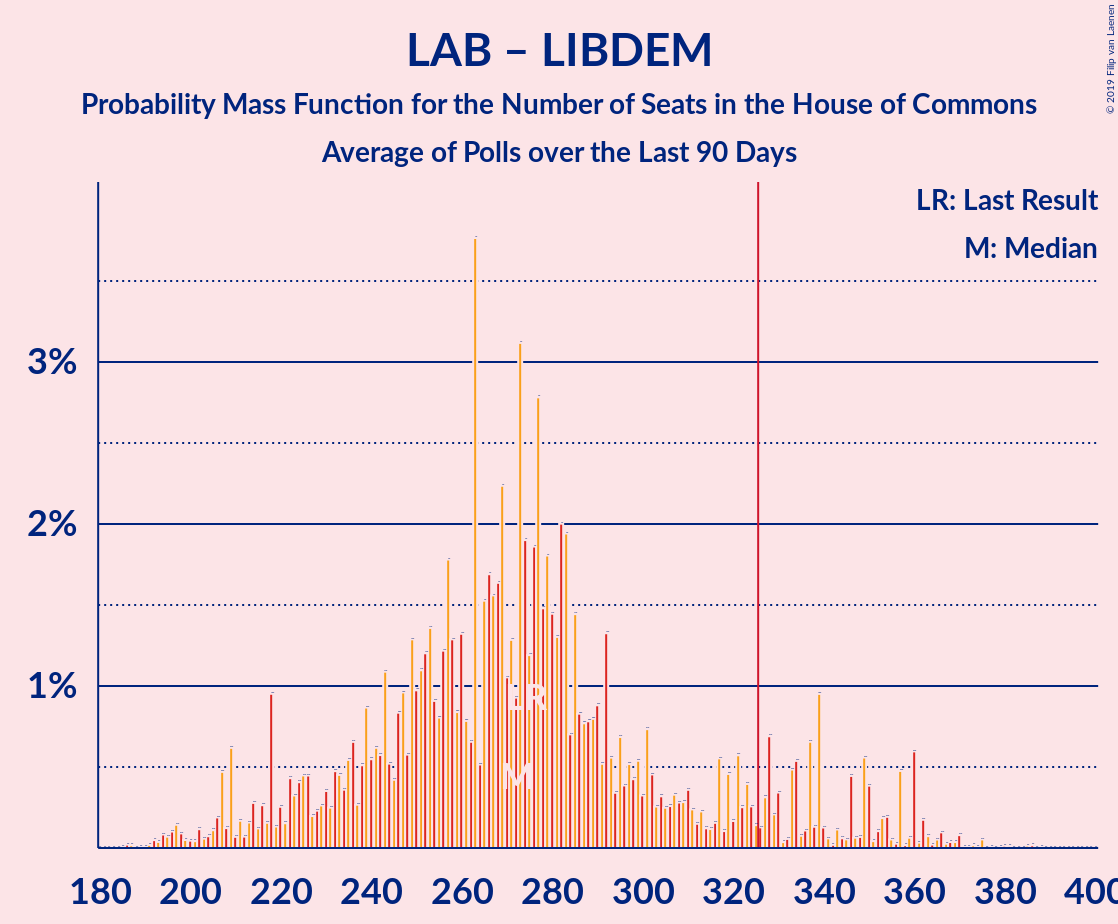 LAB – LIBDEM
Probability Mass Function for the Number of Seats in the House of Commons
Average of Polls over the Last 90 Days
© 2019 Filip van Laenen
LR: Last Result
M: Median
3%
2%
1%
LR
M
180 200 220 240 260 280 300 320 340 360 380 400